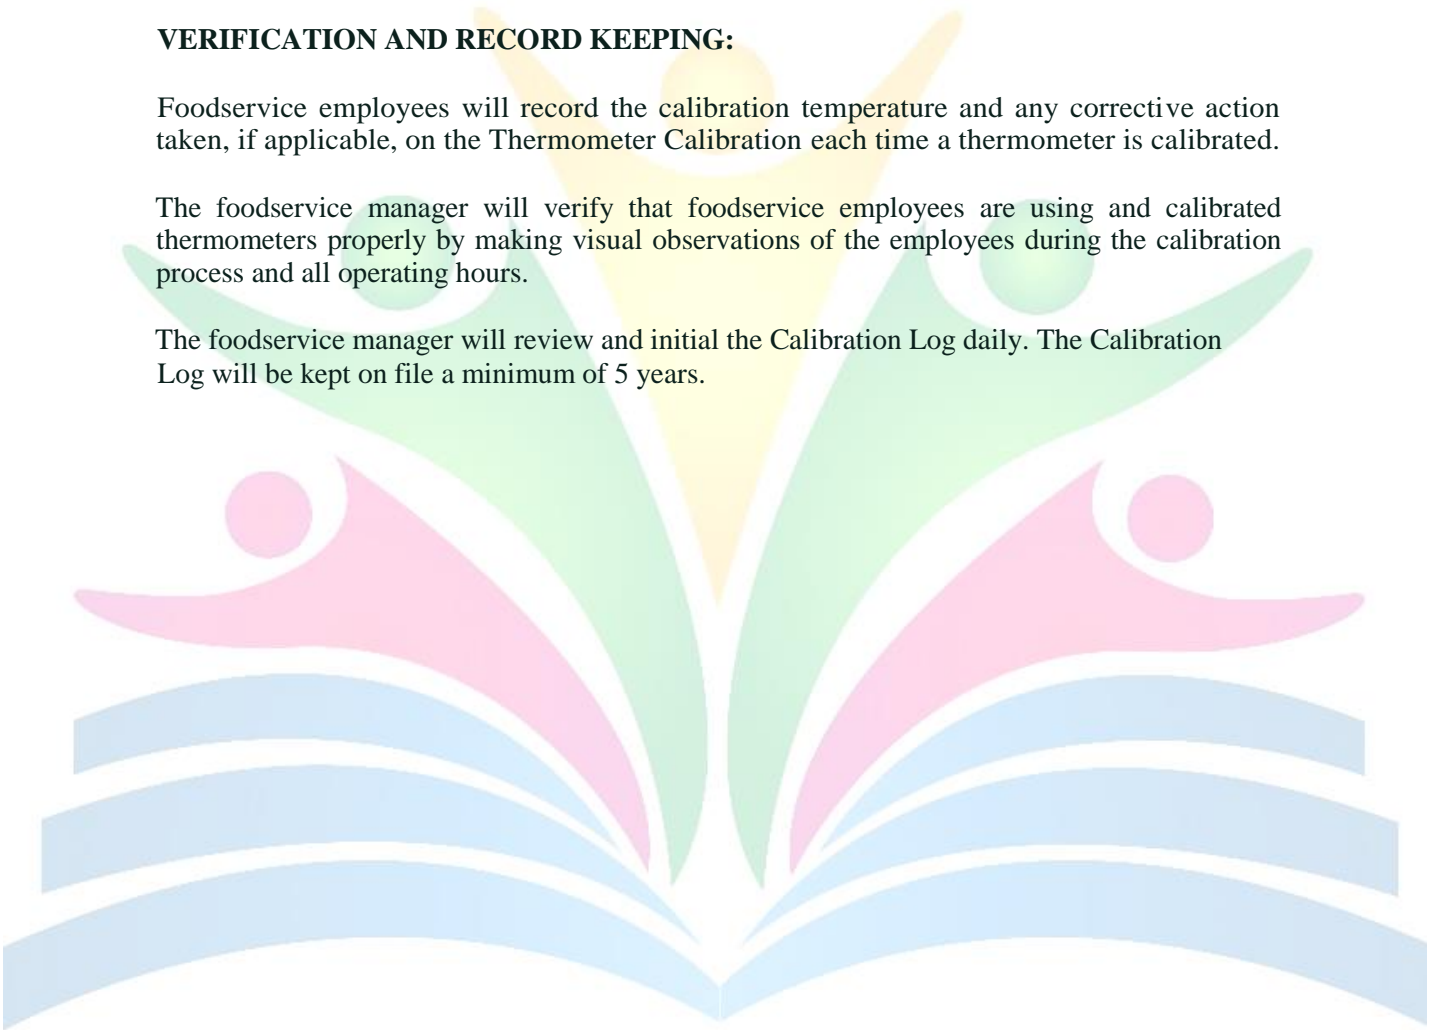 VERIFICATION AND RECORD KEEPING:
Foodservice employees will record the calibration temperature and any corrective action
taken, if applicable, on the Thermometer Calibration each time a thermometer is calibrated.
The foodservice manager will verify that foodservice employees are using and calibrated
thermometers properly by making visual observations of the employees during the calibration
process and all operating hours.
The foodservice manager will review and initial the Calibration Log daily. The Calibration
Log will be kept on file a minimum of 5 years.